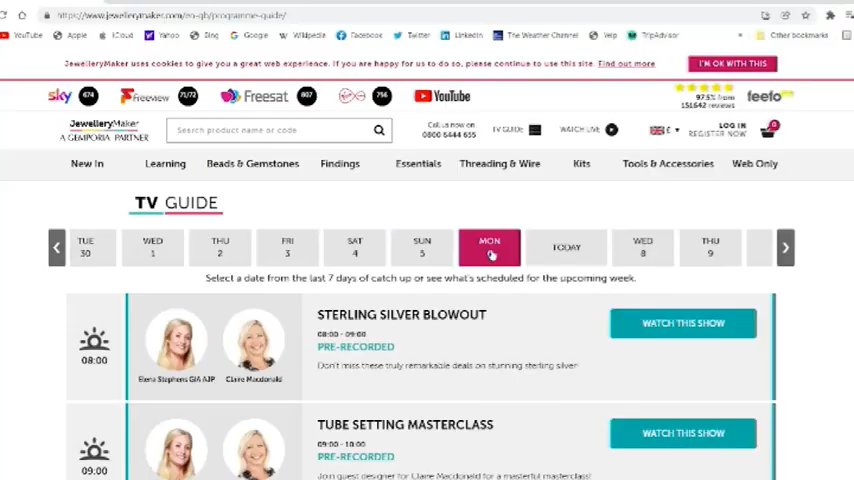 https://www.jewellerymaker.com/en-gb/programme-guide/
YouTube Apple iCloud Yahoo Bing Google Wikipedia Facebook Twitter LinkedIn The Weather Channel Yelp TripAdvisor Other bookmarks
JewelleryMaker uses cookies to give you a great web experience. If you are happy for us to do so, please continue to use this site. Find out more
I'M OK WITH THIS
sky 674 Freeview 71/72 Freesat 807 756 YouTube
97.5% from
151642 reviews
feefo
JewelleryMaker
A GEMPORIA PARTNER
Search product name or code
Call us now on
0800 6444 655
TV GUIDE
WATCH LIVE
£
LOG IN
REGISTER NOW
0
New In Learning Beads & Gemstones Findings Essentials Threading & Wire Kits Tools & Accessories Web Only
TV GUIDE
TUE WED THU FRI SAT SUN MON TODAY WED THU
30 1 2 3 4 5 8 9
Select a date from the last 7 days of catch up or see what's scheduled for the upcoming week.
08:00
Elena Stephens GIA AJP
Claire Macdonald
STERLING SILVER BLOWOUT
08:00 - 09:00
PRE-RECORDED
Don't miss these truly remarkable deals on stunning sterling silver!
WATCH THIS SHOW
09:00
TUBE SETTING MASTERCLASS
09:00 - 10:00
PRE-RECORDED
Join guest designer for Claire Macdonald for a masterful masterclass!
WATCH THIS SHOW